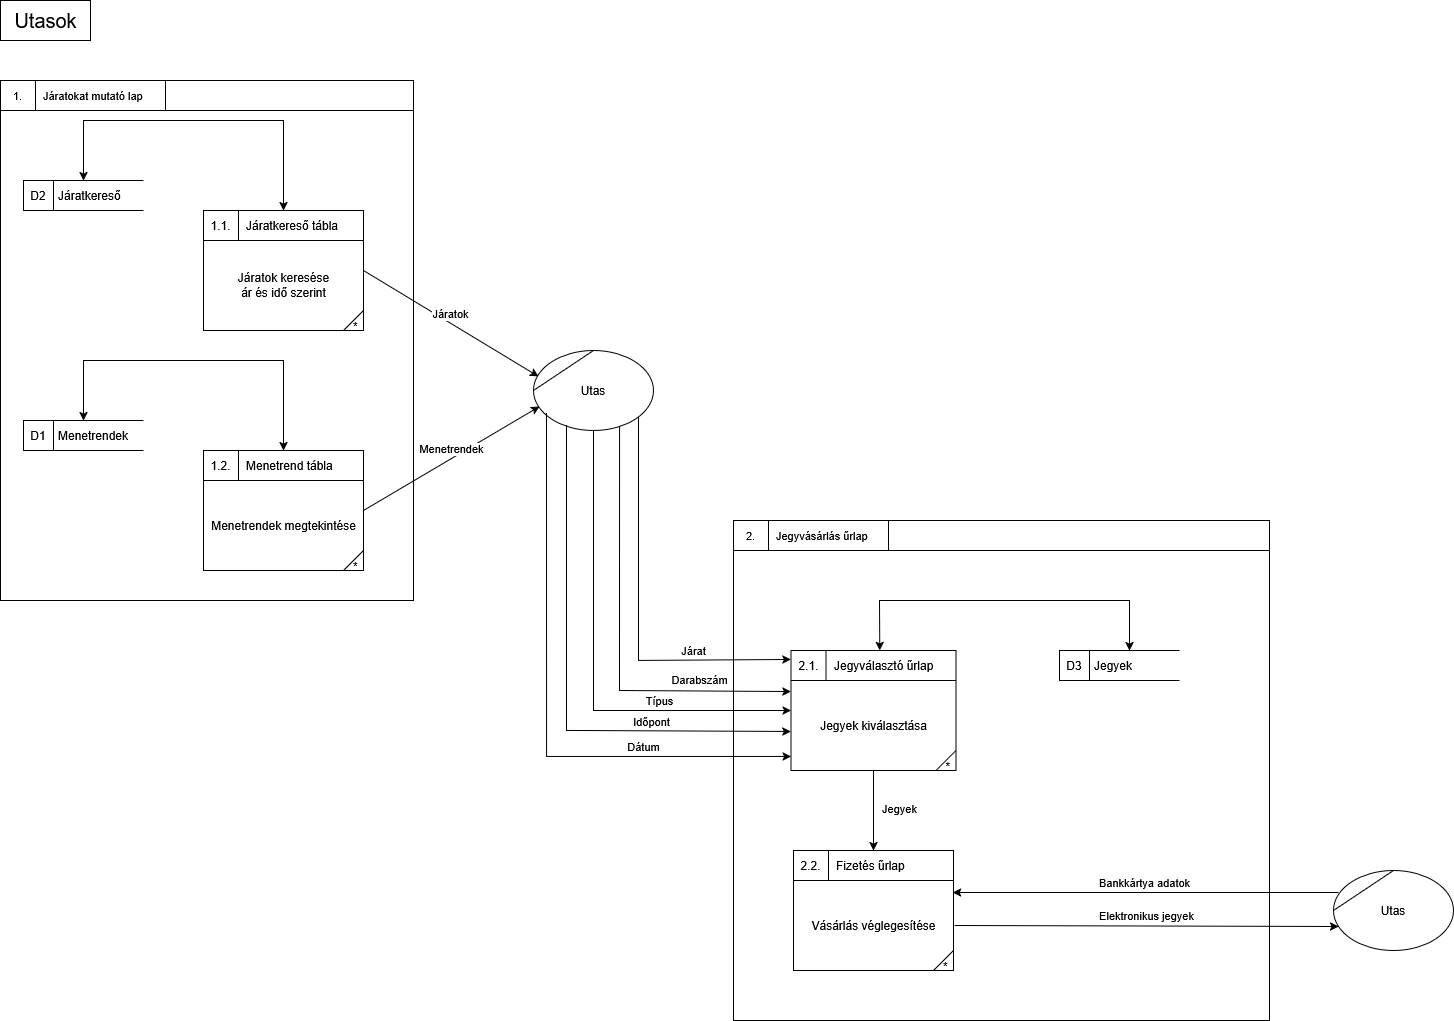 Utasok
1.
Járatokat mutató lap
D2
Járatkereső
1.1.
Járatkereső tábla
Járatok keresése
ár és idő szerint
*
Járatok
Utas
D1
Menetrendek
Menetrendek
1.2.
Menetrend tábla
Menetrendek megtekintése
*
2.
Jegyvásárlás űrlap
Járat
2.1.
Jegyválasztó űrlap
D3
Jegyek
Darabszám
Típus
Időpont
Jegyek kiválasztása
Dátum
*
Jegyek
2.2.
Fizetés űrlap
Bankkártya adatok
Vásárlás véglegesítése
Elektronikus jegyek
Utas
*